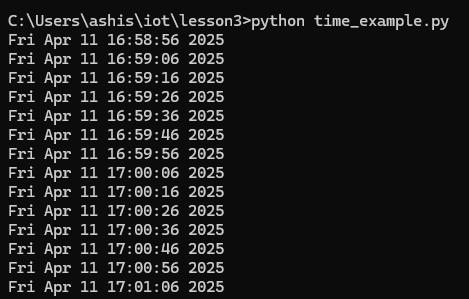 C:\Users\ashis\iot\lesson3>python time_example.py
Fri Apr 11 16:58:56 2025
Fri Apr 11 16:59:06 2025
Fri Apr 11 16:59:16 2025
Fri Apr 11 16:59:26 2025
Fri Apr 11 16:59:36 2025
Fri Apr 11 16:59:46 2025
Fri Apr 11 16:59:56 2025
Fri Apr 11 17:00:06 2025
Fri Apr 11 17:00:16 2025
Fri Apr 11 17:00:26 2025
Fri Apr 11 17:00:36 2025
Fri Apr 11 17:00:46 2025
Fri Apr 11 17:00:56 2025
Fri Apr 11 17:01:06 2025